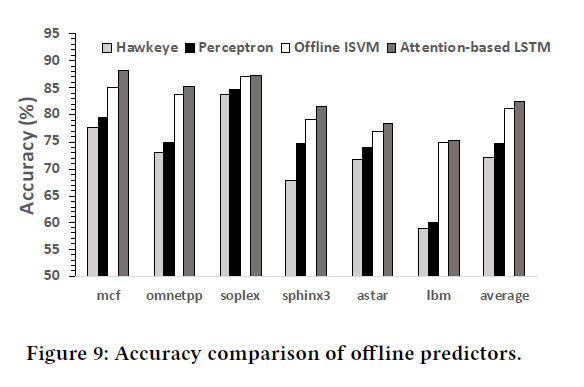 95
Hawkeye Perceptron Offline ISVM Attention-based LSTM
90
85
80
75
70
65
60
55
50
Accuracy (%)
mcf omnetpp soplex sphinx3 astar lbm average
Figure 9: Accuracy comparison of offline predictors.